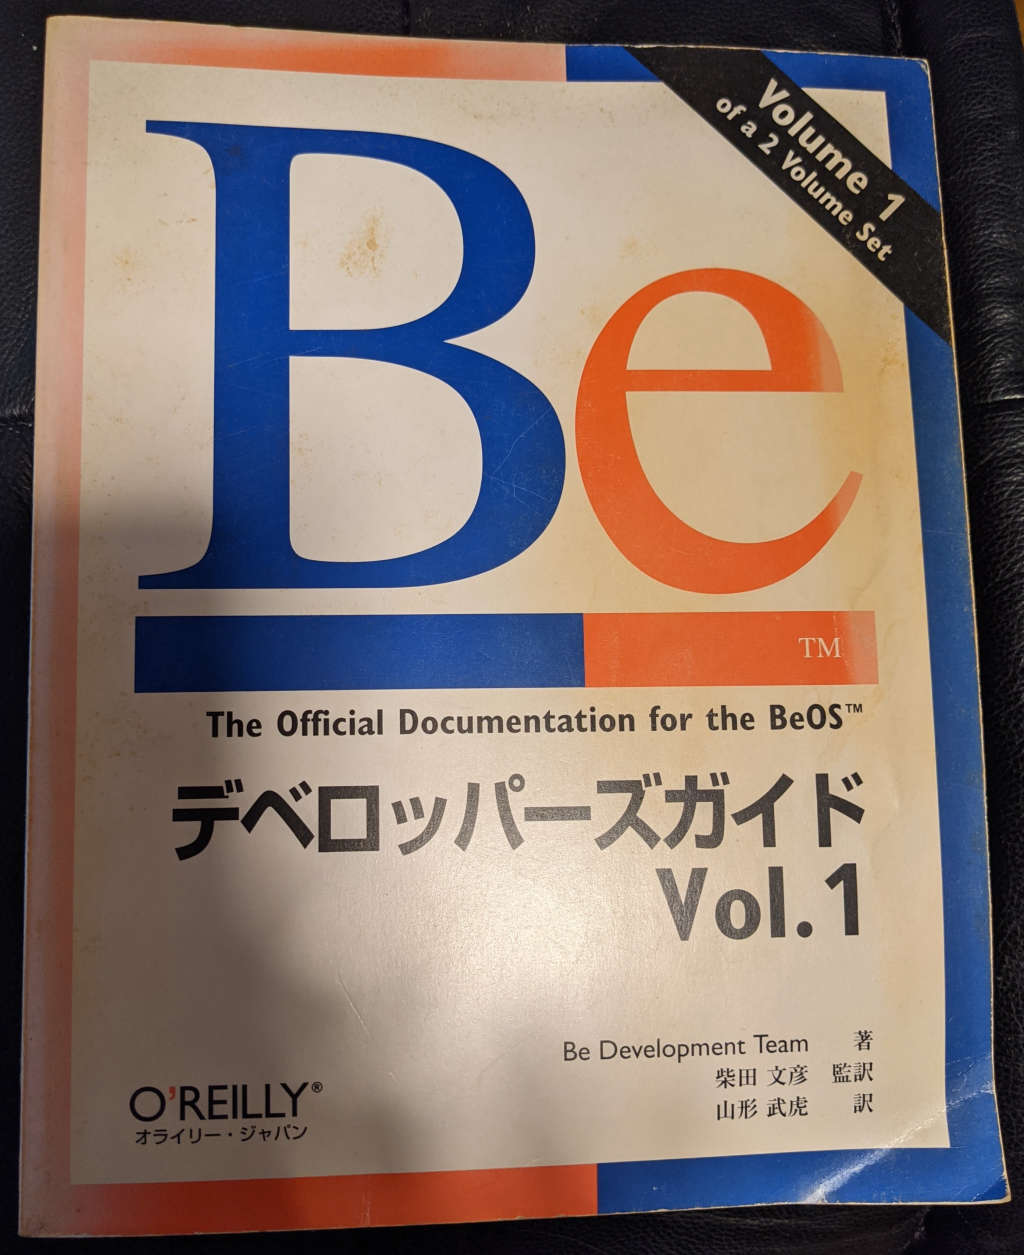 Volume 1
of a 2 Volume Set
Be
TM
The Official Documentation for the BeOS™
デベロッパーズガイド
Vol.1
Be Development Team 著
柴田 文彦 監訳
山形 武虎 訳
O'REILLY®
オライリー・ジャパン